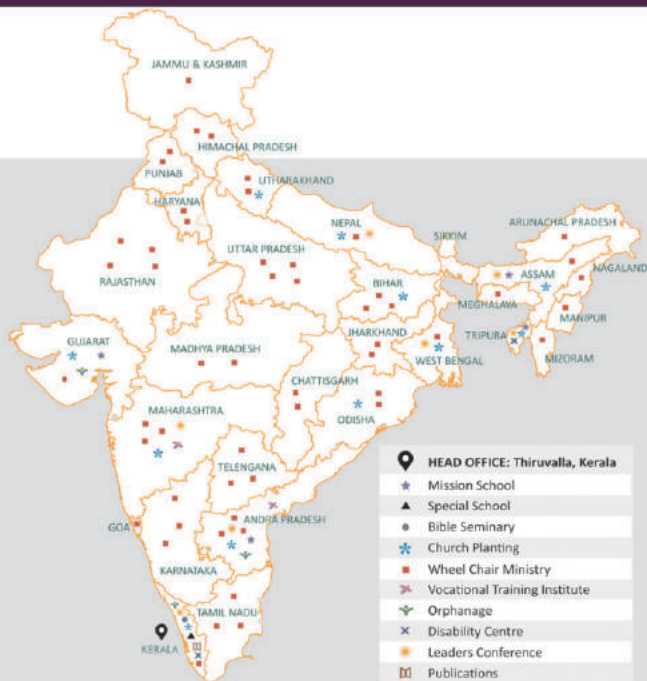 JAMMU & KASHMIR
HIMACHAL PRADESH
PUNJAB
UTHARAKHAND
HARYANA
NEPAL
ARUNACHAL PRADESH
SIKKIM
UTTAR PRADESH
RAJASTHAN
ASSAM
NAGALAND
BIHAR
MEGHALAYA
MANIPUR
GUJARAT
JHARKHAND
TRIPURA
MADHYA PRADESH
WEST BENGAL
MIZORAM
CHATTISGARH
MAHARASHTRA
ODISHA
TELENGANA
ANDRA PRADESH
GOA
KARNATAKA
TAMIL NADU
KERALA
HEAD OFFICE: Thiruvalla, Kerala
Mission School
Special School
Bible Seminary
Church Planting
Wheel Chair Ministry
Vocational Training Institute
Orphanage
Disability Centre
Leaders Conference
Publications